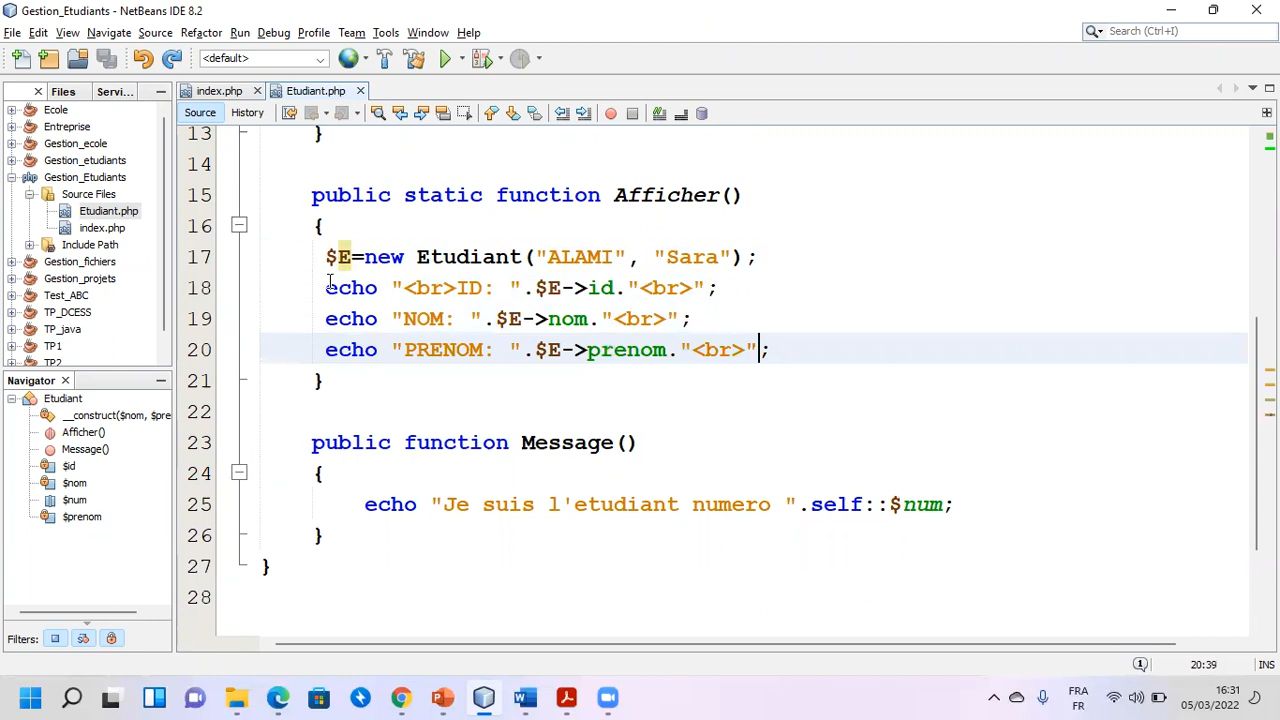 Gestion_Etudiants - NetBeans IDE 8.2
File Edit View Navigate Source Refactor Run Debug Profile Team Tools Window Help
Search (Ctrl+I)
<default>
Files Servi...
index.php Etudiant.php
Source History
Ecole
Entreprise
Gestion_ecole
Gestion_etudiants
Gestion_Etudiants
Source Files
Etudiant.php
index.php
Include Path
Gestion_fichiers
Gestion_projets
Test_ABC
TP_DCESS
TP_java
TP1
TP2
Navigator
Etudiant
__construct($nom, $pre
Afficher()
Message()
$id
$nom
$num
$prenom
Filters:
13 }
14
15 public static function Afficher()
16 {
17 $E=new Etudiant("ALAMI", "Sara");
18 echo "<br>ID: ".$E->id."<br>";
19 echo "NOM: ".$E->nom."<br>";
20 echo "PRENOM: ".$E->prenom."<br>";
21 }
22
23 public function Message()
24 {
25 echo "Je suis l'etudiant numero ".self::$num;
26 }
27 }
28
1 20:39 INS
FRA
FR
16:31
05/03/2022